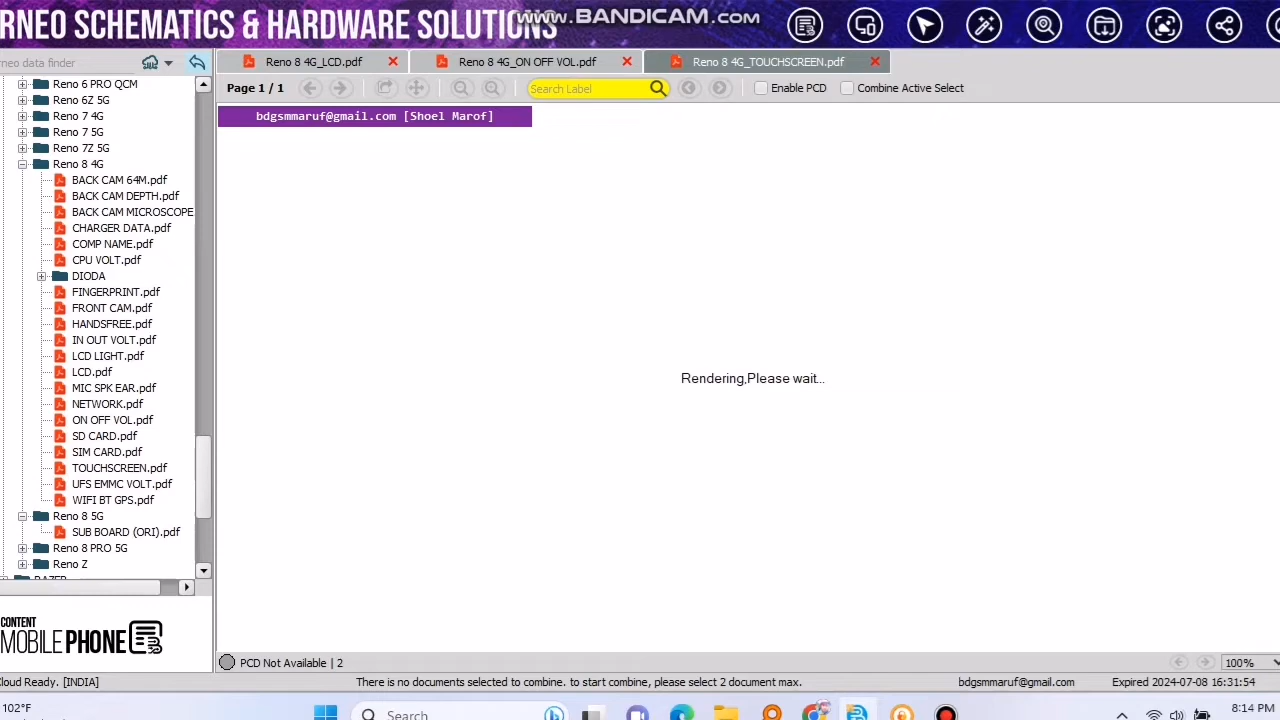 RNEO SCHEMATICS & HARDWARE SOLUTIONS
www.BANDICAM.com
rneo data finder
Reno 8 4G_LCD.pdf
Reno 8 4G_ON OFF VOL.pdf
Reno 8 4G_TOUCHSCREEN.pdf
Page 1 / 1
Search Label
Enable PCD
Combine Active Select
bdgsmmaruf@gmail.com [Shoel Marof]
Reno 6 PRO QCM
Reno 6Z 5G
Reno 7 4G
Reno 7 5G
Reno 7Z 5G
Reno 8 4G
BACK CAM 64M.pdf
BACK CAM DEPTH.pdf
BACK CAM MICROSCOPE
CHARGER DATA.pdf
COMP NAME.pdf
CPU VOLT.pdf
DIODA
FINGERPRINT.pdf
FRONT CAM.pdf
HANDSFREE.pdf
IN OUT VOLT.pdf
LCD LIGHT.pdf
LCD.pdf
MIC SPK EAR.pdf
NETWORK.pdf
ON OFF VOL.pdf
SD CARD.pdf
SIM CARD.pdf
TOUCHSCREEN.pdf
UFS EMMC VOLT.pdf
WIFI BT GPS.pdf
Reno 8 5G
SUB BOARD (ORI).pdf
Reno 8 PRO 5G
Reno Z
RAZER
Rendering,Please wait...
CONTENT
MOBILEPHONE
PCD Not Available | 2
100%
loud Ready. [INDIA]
There is no documents selected to combine. to start combine, please select 2 document max.
bdgsmmaruf@gmail.com
Expired 2024-07-08 16:31:54
102°F
Search
8:14 PM